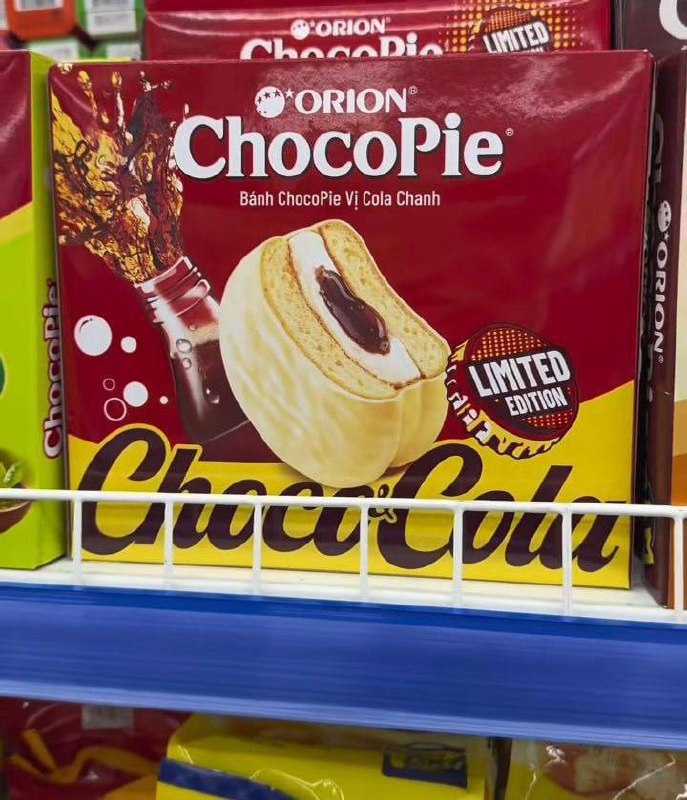 ORION
ChocoPie
LIMITED
ORION®
ChocoPie®
Bánh ChocoPie Vị Cola Chanh
LIMITED
EDITION
Choco&Cola
ChocoPie
ORION®